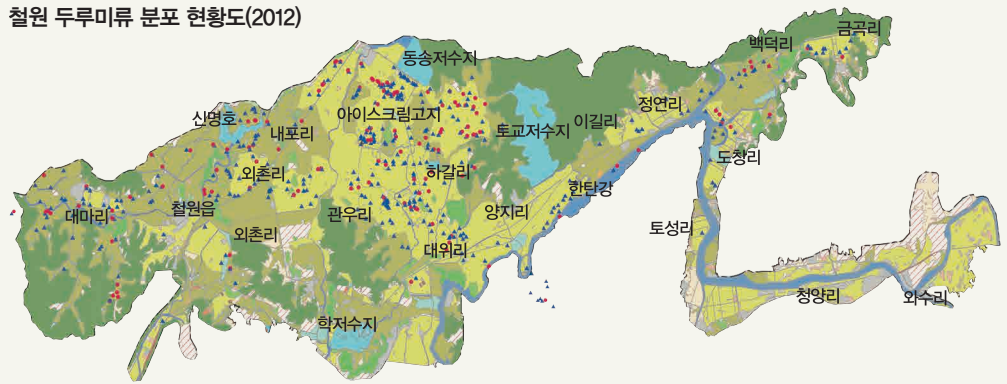 철원 두루미류 분포 현황도(2012)
금곡리
백덕리
동송저수지
정연리
신명호
아이스크림고지
내포리
토교저수지
이길리
도창리
외촌리
하갈리
한탄강
대마리
철원읍
관우리
양지리
외촌리
대위리
토성리
청양리
와수리
학저수지